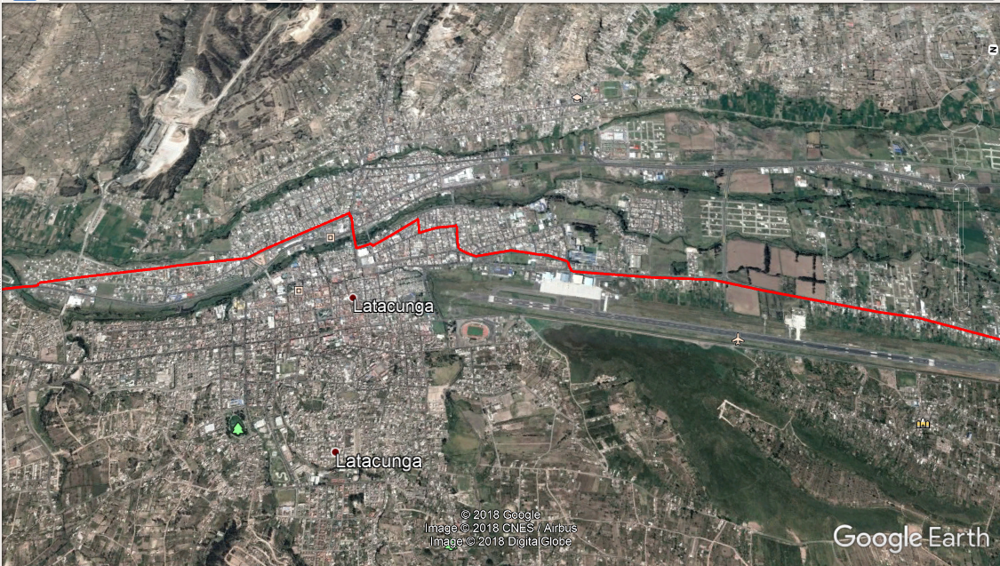 N
Latacunga
Latacunga
© 2018 Google
Image © 2018 CNES / Airbus
Image © 2018 DigitalGlobe
Google Earth